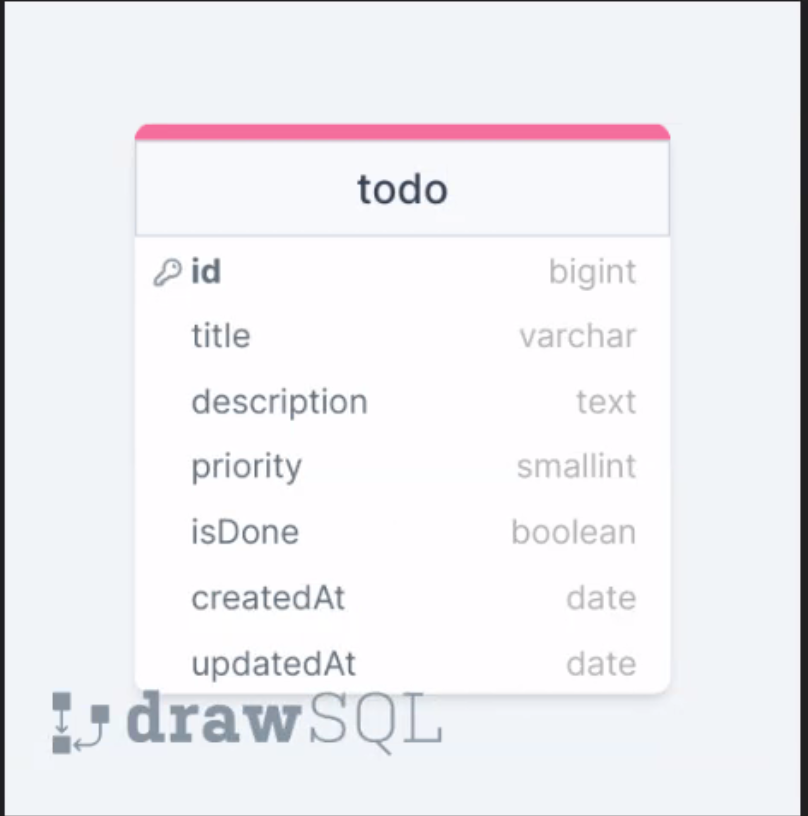 todo
id bigint
title varchar
description text
priority smallint
isDone boolean
createdAt date
updatedAt date
drawSQL